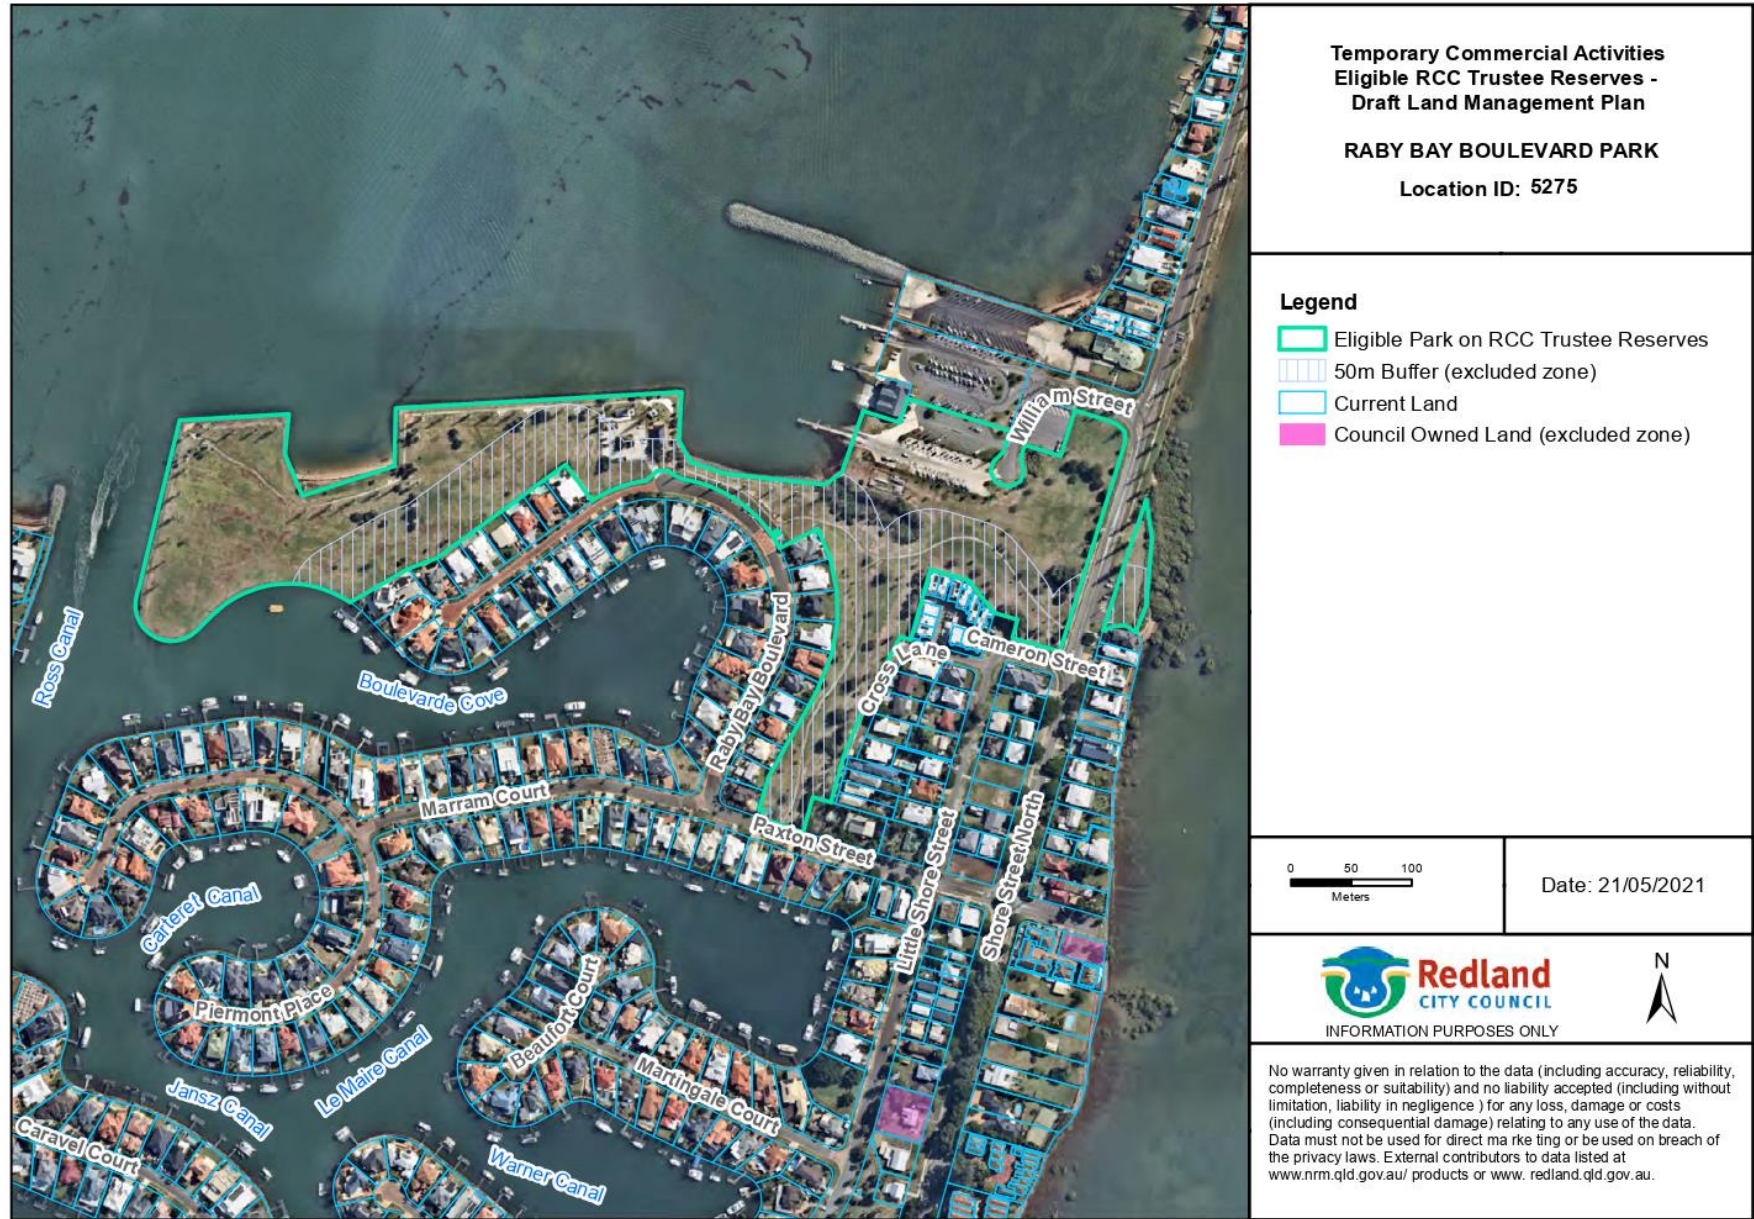 Temporary Commercial Activities
Eligible RCC Trustee Reserves -
Draft Land Management Plan
RABY BAY BOULEVARD PARK
Location ID: 5275
Legend
Eligible Park on RCC Trustee Reserves
50m Buffer (excluded zone)
Current Land
Council Owned Land (excluded zone)
0 50 100
Meters
Date: 21/05/2021
Redland
CITY COUNCIL
INFORMATION PURPOSES ONLY
N
No warranty given in relation to the data (including accuracy, reliability,
completeness or suitability) and no liability accepted (including without
limitation, liability in negligence ) for any loss, damage or costs
(including consequential damage) relating to any use of the data.
Data must not be used for direct ma rke ting or be used on breach of
the privacy laws. External contributors to data listed at
www.nrm.qld.gov.au/ products or www. redland.qld.gov.au.
Willia m Street
Ross Canal
Boulevarde Cove
Raby Bay Boulevard
Cross Lane
Cameron Street
Marram Court
Paxton Street
Little Shore Street
Shore Street North
Carteret Canal
Piermont Place
Beaufort Court
Le Maire Canal
Martingale Court
Jansz Canal
Caravel Court
Warner Canal